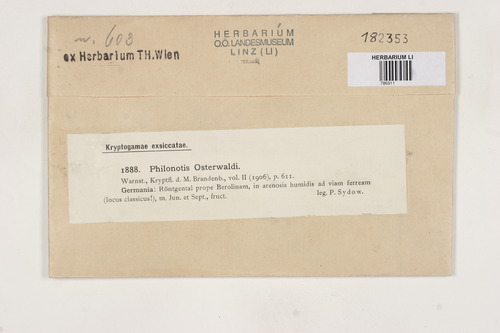 w. 608
ex Herbarium TH.Wien
HERBARIUM
O.Ö. LANDESMUSEUM
LINZ (LI)
182353
HERBARIUM LI
Kryptogamae exsiccatae.
1888. Philonotis Osterwaldi.
Warnst., Kryptfl. d. M. Brandenb., vol. II (1906), p. 611.
Germania: Röntgental prope Berolinam, in arenosis humidis ad viam ferream
(locus classicus!), m. Jun. et Sept., fruct. leg. P. Sydow.